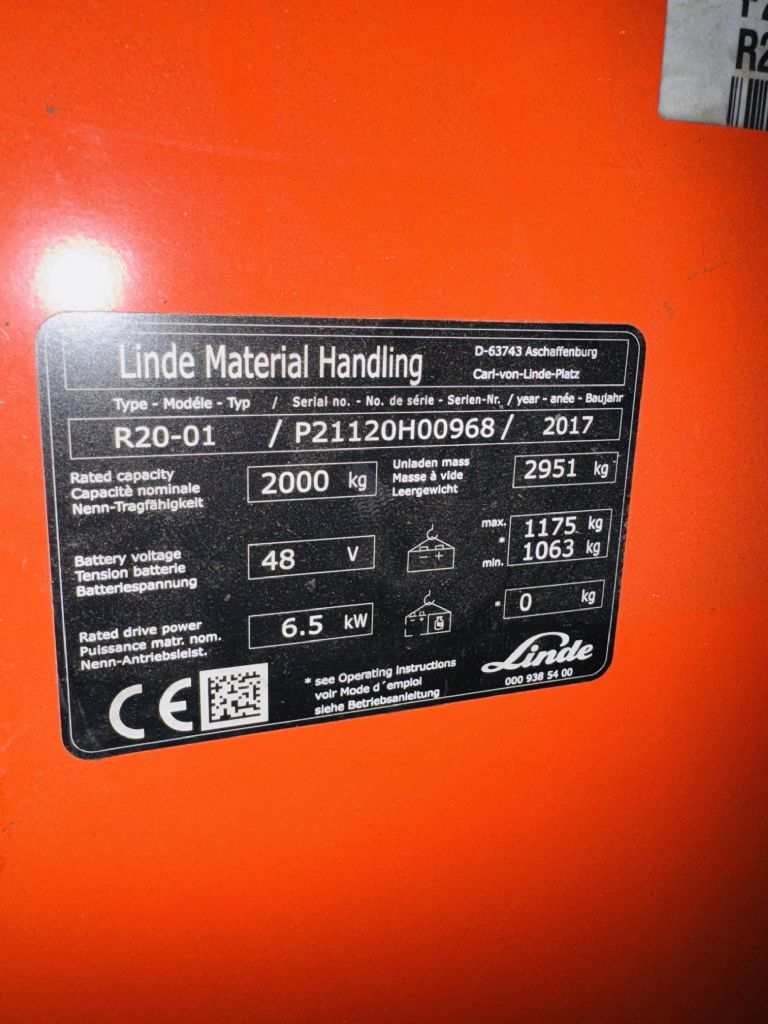 R2
Linde Material Handling
D-63743 Aschaffenburg
Carl-von-Linde-Platz
Type - Modéle - Typ / Serial no. - No. de série - Serien-Nr. / year - anée - Baujahr
R20-01 / P21120H00968 / 2017
Rated capacity
Capacitè nominale
Nenn-Tragfähigkeit
2000 kg
Unladen mass
Masse à vide
Leergewicht
2951 kg
Battery voltage
Tension batterie
Batteriespannung
48 V
- +
max. 1175 kg
*
min. 1063 kg
Rated drive power
Puissance matr. nom.
Nenn-Antriebsleist.
6.5 kW
kg
* 0 kg
CE
* see Operating instructions
voir Mode d´emploi
siehe Betriebsanleitung
Linde
000 938 54 00